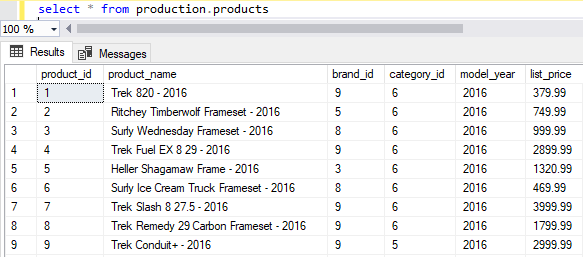 select * from production.products
100 %
Results Messages
product_id product_name brand_id category_id model_year list_price
1 1 Trek 820 - 2016 9 6 2016 379.99
2 2 Ritchey Timberwolf Frameset - 2016 5 6 2016 749.99
3 3 Surly Wednesday Frameset - 2016 8 6 2016 999.99
4 4 Trek Fuel EX 8 29 - 2016 9 6 2016 2899.99
5 5 Heller Shagamaw Frame - 2016 3 6 2016 1320.99
6 6 Surly Ice Cream Truck Frameset - 2016 8 6 2016 469.99
7 7 Trek Slash 8 27.5 - 2016 9 6 2016 3999.99
8 8 Trek Remedy 29 Carbon Frameset - 2016 9 6 2016 1799.99
9 9 Trek Conduit+ - 2016 9 5 2016 2999.99